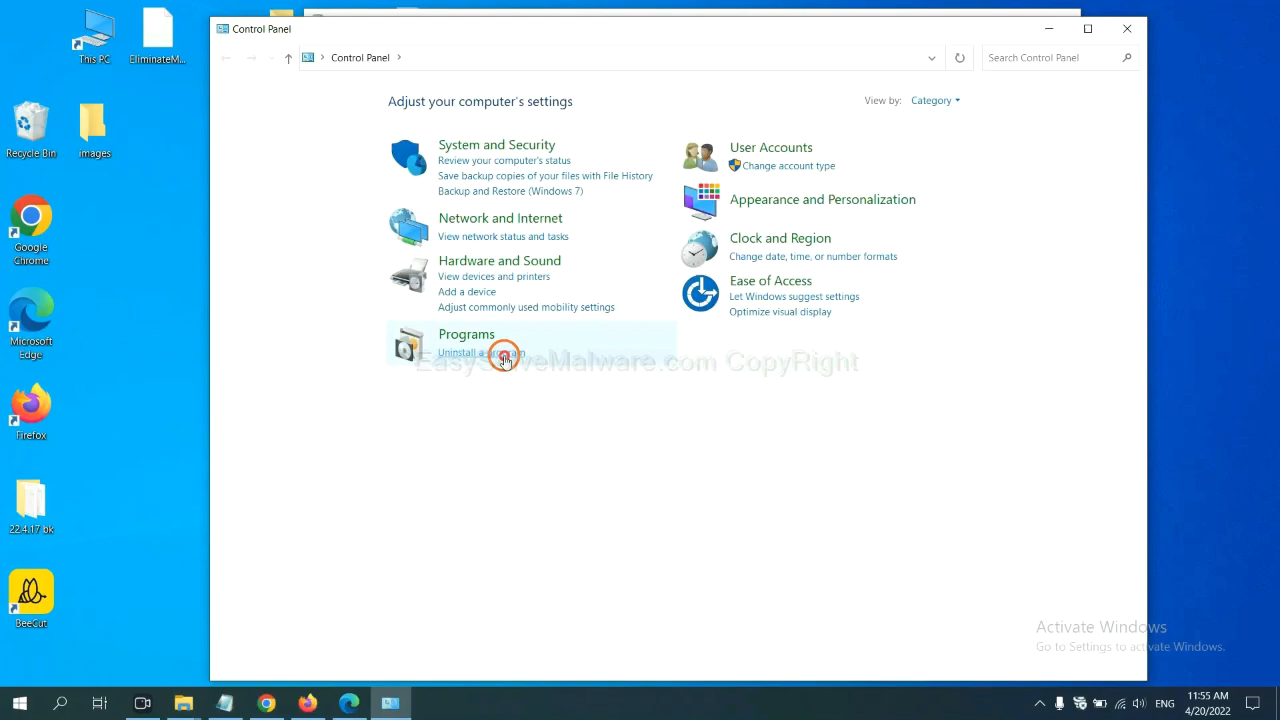 This PC
EliminateM...
Recycle Bin
images
Google
Chrome
Microsoft
Edge
Firefox
22.4.17 bk
BeeCut
Control Panel
Control Panel
Search Control Panel
Adjust your computer's settings
View by: Category
System and Security
Review your computer's status
Save backup copies of your files with File History
Backup and Restore (Windows 7)
Network and Internet
View network status and tasks
Hardware and Sound
View devices and printers
Add a device
Adjust commonly used mobility settings
Programs
Uninstall a program
User Accounts
Change account type
Appearance and Personalization
Clock and Region
Change date, time, or number formats
Ease of Access
Let Windows suggest settings
Optimize visual display
Activate Windows
Go to Settings to activate Windows.
ENG
11:55 AM
4/20/2022